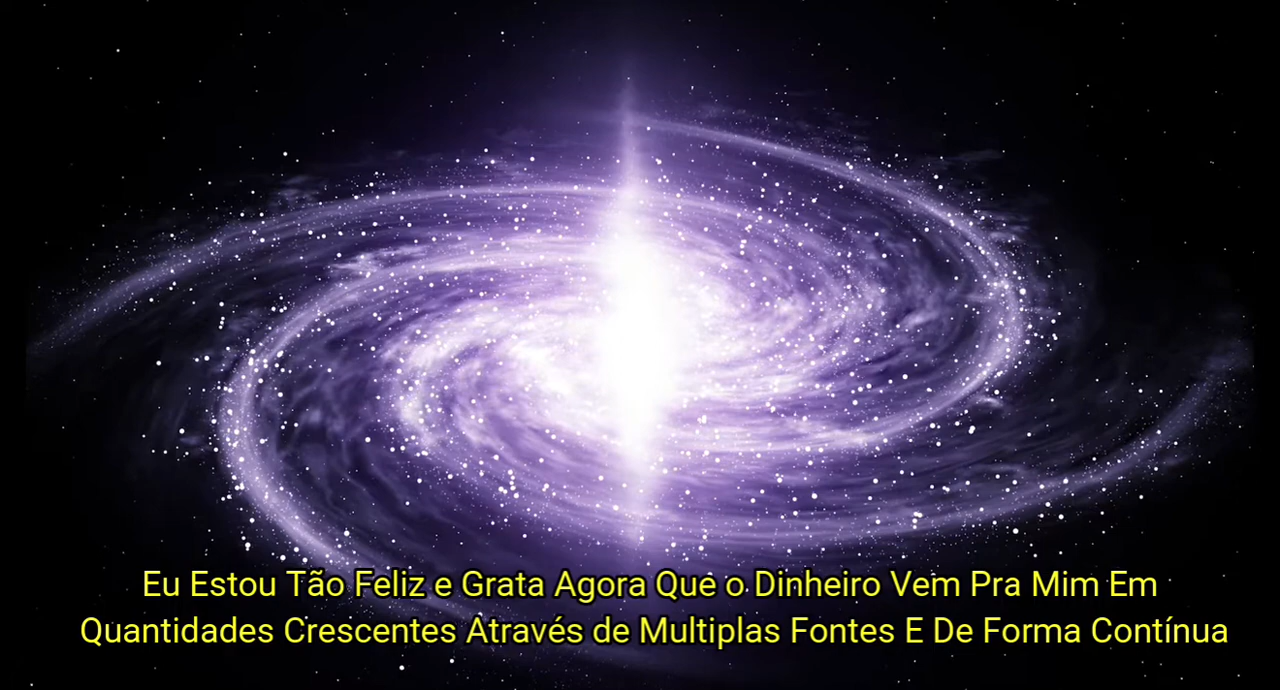 Eu Estou Tão Feliz e Grata Agora Que o Dinheiro Vem Pra Mim Em
Quantidades Crescentes Através de Multiplas Fontes E De Forma Contínua